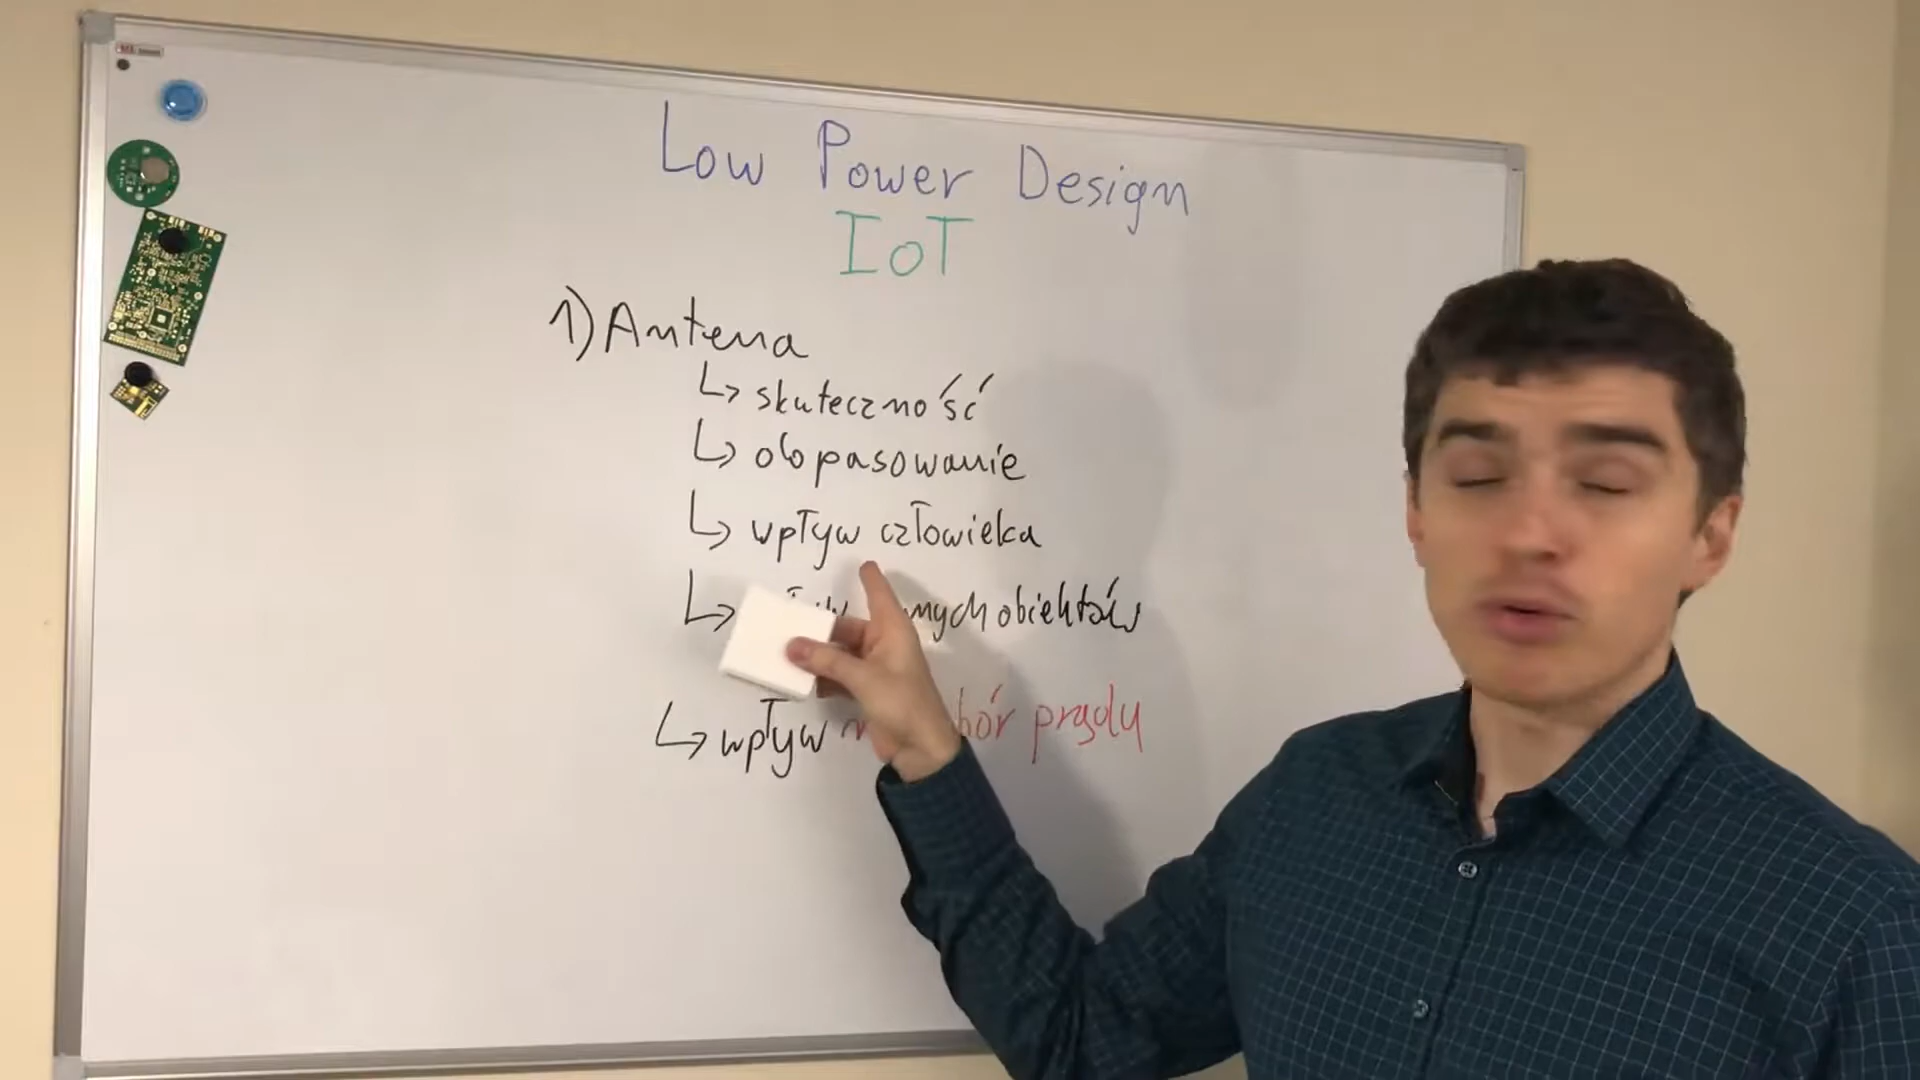 Low Power Design
IoT
1) Antena
↳ skuteczność
↳ dopasowanie
↳ wpływ człowieka
↳ obiektów
↳ wpływ prądu